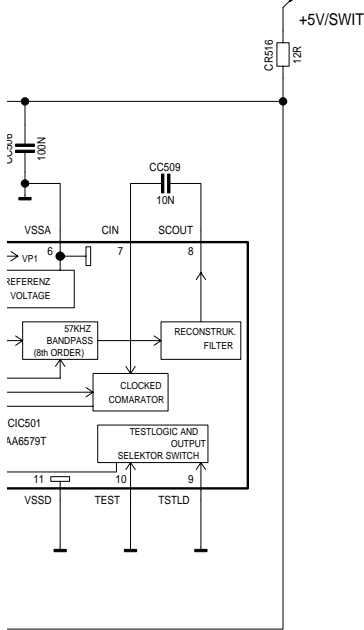 +5V/SWIT
CR516
12R
CC506
100N
CC509
10N
VSSA
CIN
SCOUT
6
7
8
VP1
REFERENZ
VOLTAGE
57KHZ
BANDPASS
(8th ORDER)
RECONSTRUK.
FILTER
CLOCKED
COMARATOR
CIC501
AA6579T
TESTLOGIC AND
OUTPUT
SELEKTOR SWITCH
11
10
9
VSSD
TEST
TSTLD